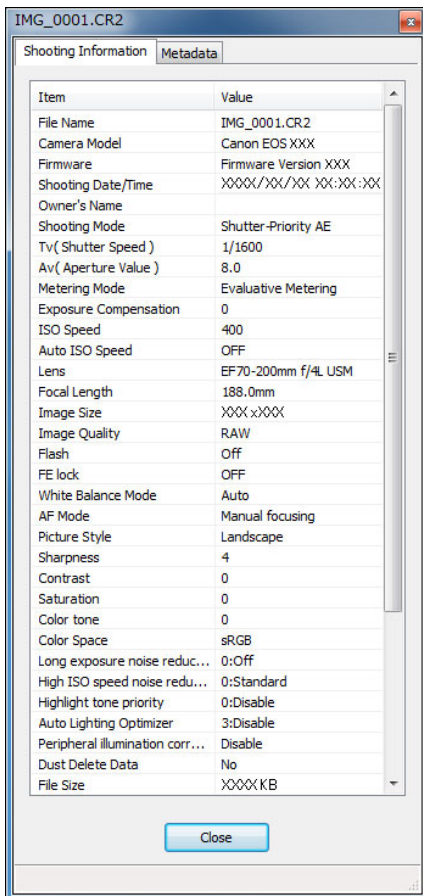 IMG_0001.CR2
Shooting Information Metadata
Item Value
File Name IMG_0001.CR2
Camera Model Canon EOS XXX
Firmware Firmware Version XXX
Shooting Date/Time XXXX/XX/XX XX:XX:XX
Owner's Name
Shooting Mode Shutter-Priority AE
Tv( Shutter Speed ) 1/1600
Av( Aperture Value ) 8.0
Metering Mode Evaluative Metering
Exposure Compensation 0
ISO Speed 400
Auto ISO Speed OFF
Lens EF70-200mm f/4L USM
Focal Length 188.0mm
Image Size XXX xXXX
Image Quality RAW
Flash Off
FE lock OFF
White Balance Mode Auto
AF Mode Manual focusing
Picture Style Landscape
Sharpness 4
Contrast 0
Saturation 0
Color tone 0
Color Space sRGB
Long exposure noise reduc... 0:Off
High ISO speed noise redu... 0:Standard
Highlight tone priority 0:Disable
Auto Lighting Optimizer 3:Disable
Peripheral illumination corr... Disable
Dust Delete Data No
File Size XXXXKB
Close